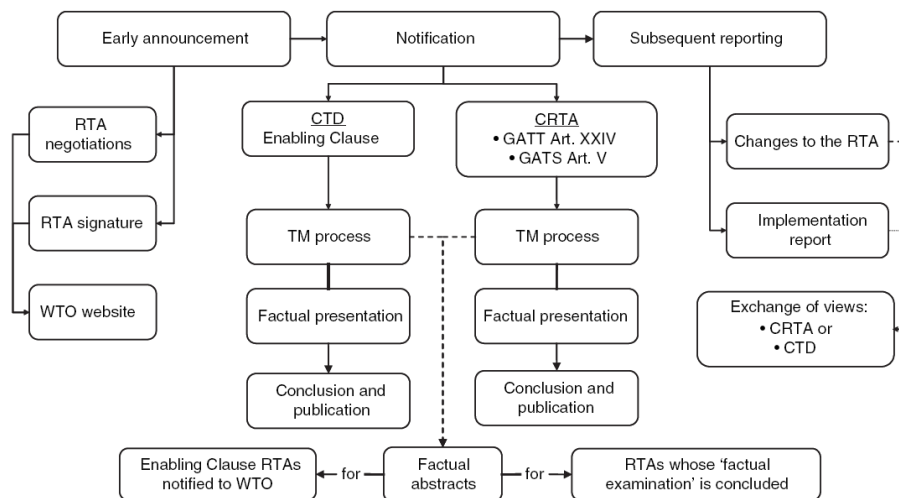 Early announcement
Notification
Subsequent reporting
RTA
negotiations
RTA signature
WTO website
CTD
Enabling Clause
CRTA
• GATT Art. XXIV
• GATS Art. V
TM process
TM process
Factual presentation
Factual presentation
Conclusion and
publication
Conclusion and
publication
Changes to the RTA
Implementation
report
Exchange of views:
• CRTA or
• CTD
Enabling Clause RTAs
notified to WTO
for
Factual
abstracts
for
RTAs whose ‘factual
examination’ is concluded